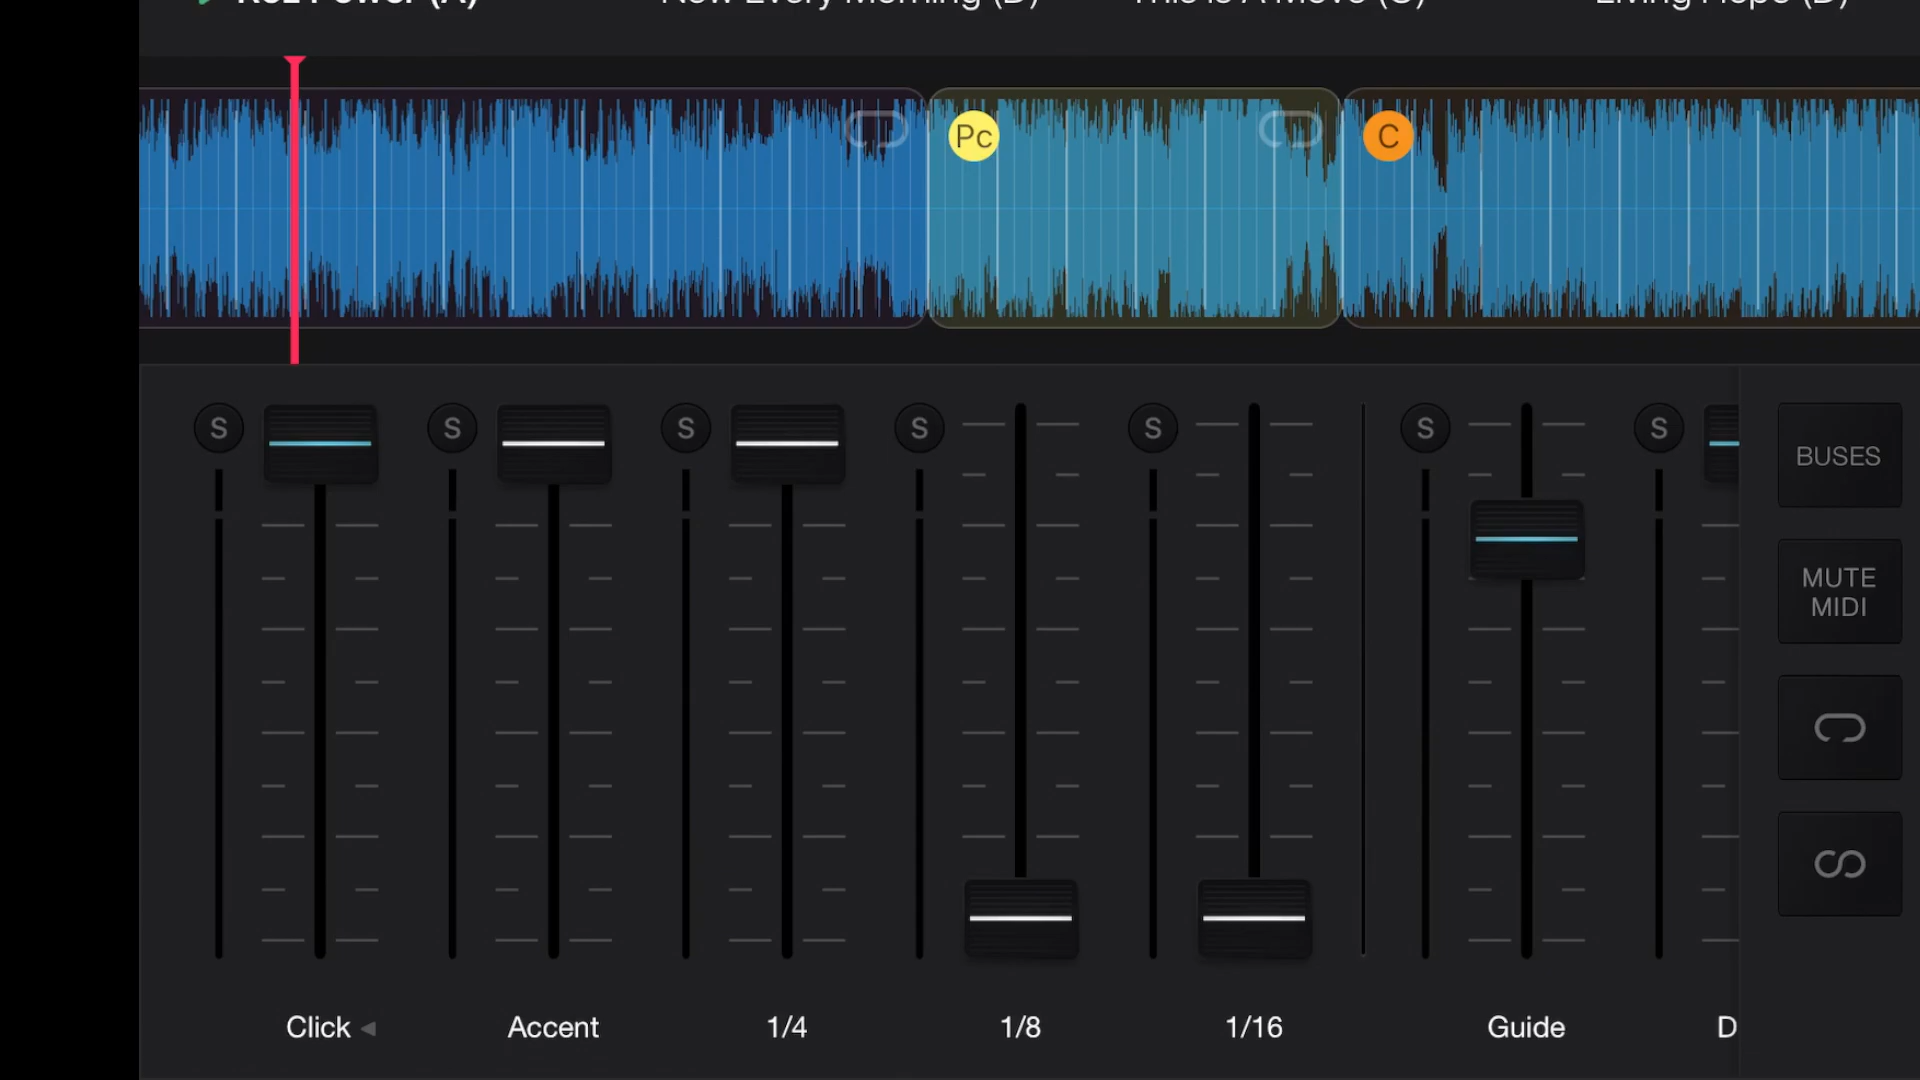 Pc
C
S
S
S
S
S
S
S
BUSES
MUTE
MIDI
Click
Accent
1/4
1/8
1/16
Guide
D